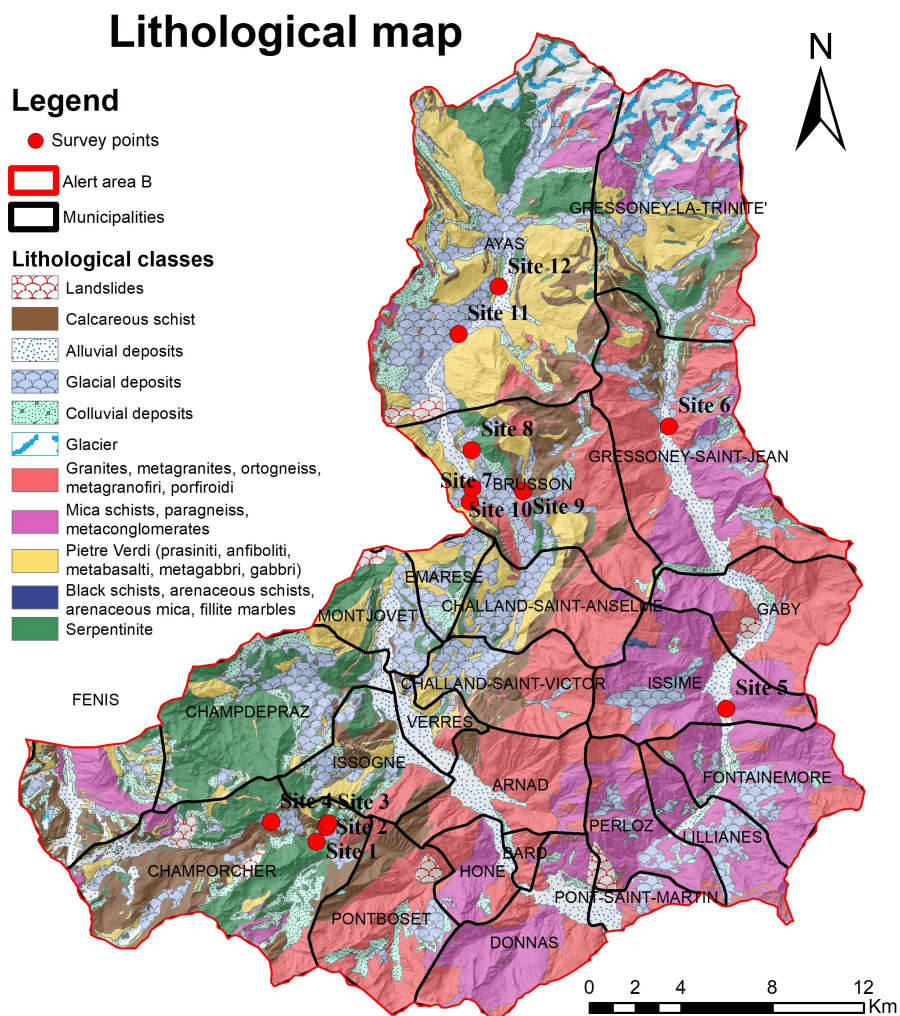 Lithological map
N
Legend
Survey points
Alert area B
Municipalities
Lithological classes
Landslides
Calcareous schist
Alluvial deposits
Glacial deposits
Colluvial deposits
Glacier
Granites, metagranites, ortogneiss,
metagranofiri, porfiroidi
Mica schists, paragneiss,
metaconglomerates
Pietre Verdi (prasiniti, anfiboliti,
metabasalti, metagabbri, gabbri)
Black schists, arenaceous schists,
arenaceous mica, fillite marbles
Serpentinite
GRESSONEY-LA-TRINITE'
AYAS
Site 12
Site 11
Site 6
Site 8
GRESSONEY-SAINT-JEAN
Site 7
BRUSSON
Site 10
Site 9
EMARESE
CHALLAND-SAINT-ANSELME
MONTJOVET
GABY
CHALLAND-SAINT-VICTOR
ISSIME
Site 5
FENIS
CHAMPDEPRAZ
VERRES
ISSOGNE
ARNAD
FONTAINEMORE
Site 4
Site 3
Site 2
Site 1
PERLOZ
LILLIANES
BARD
CHAMPORCHER
HONE
PONT-SAINT-MARTIN
PONTBOSET
DONNAS
0 2 4 8 12
Km